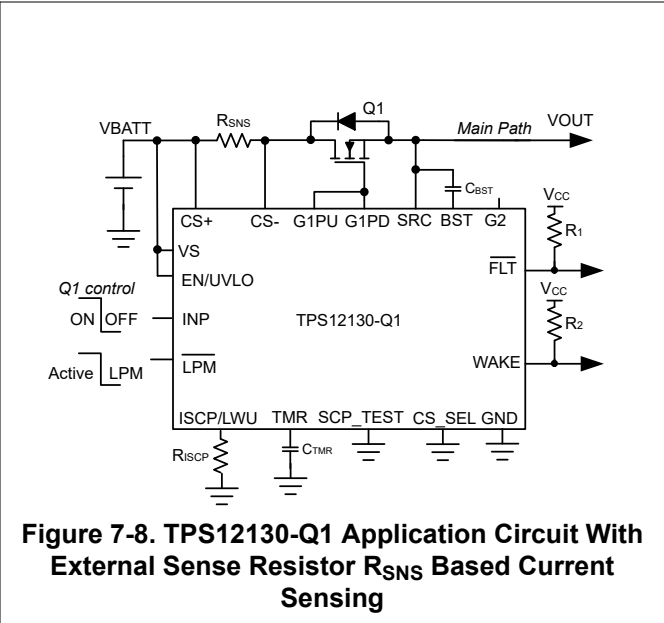 Q1
VBATT RSNS Main Path VOUT
CBST
CS+ CS- G1PU G1PD SRC BST G2
VCC
R1
VS
FLT
EN/UVLO
Q1 control
VCC
ON OFF INP TPS12130-Q1 R2
Active LPM LPM WAKE
ISCP/LWU TMR SCP_TEST CS_SEL GND
RISCP CTMR
Figure 7-8. TPS12130-Q1 Application Circuit With
External Sense Resistor RSNS Based Current
Sensing